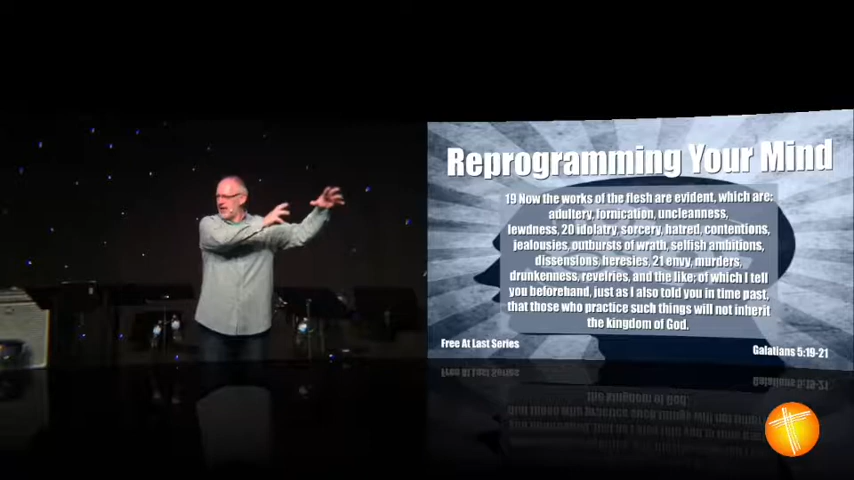 Reprogramming Your Mind
19 Now the works of the flesh are evident, which are:
adultery, fornication, uncleanness,
lewdness, 20 idolatry, sorcery, hatred, contentions,
jealousies, outbursts of wrath, selfish ambitions,
dissensions, heresies, 21 envy, murders,
drunkenness, revelries, and the like; of which I tell
you beforehand, just as I also told you in time past,
that those who practice such things will not inherit
the kingdom of God.
Free At Last Series
Galatians 5:19-21